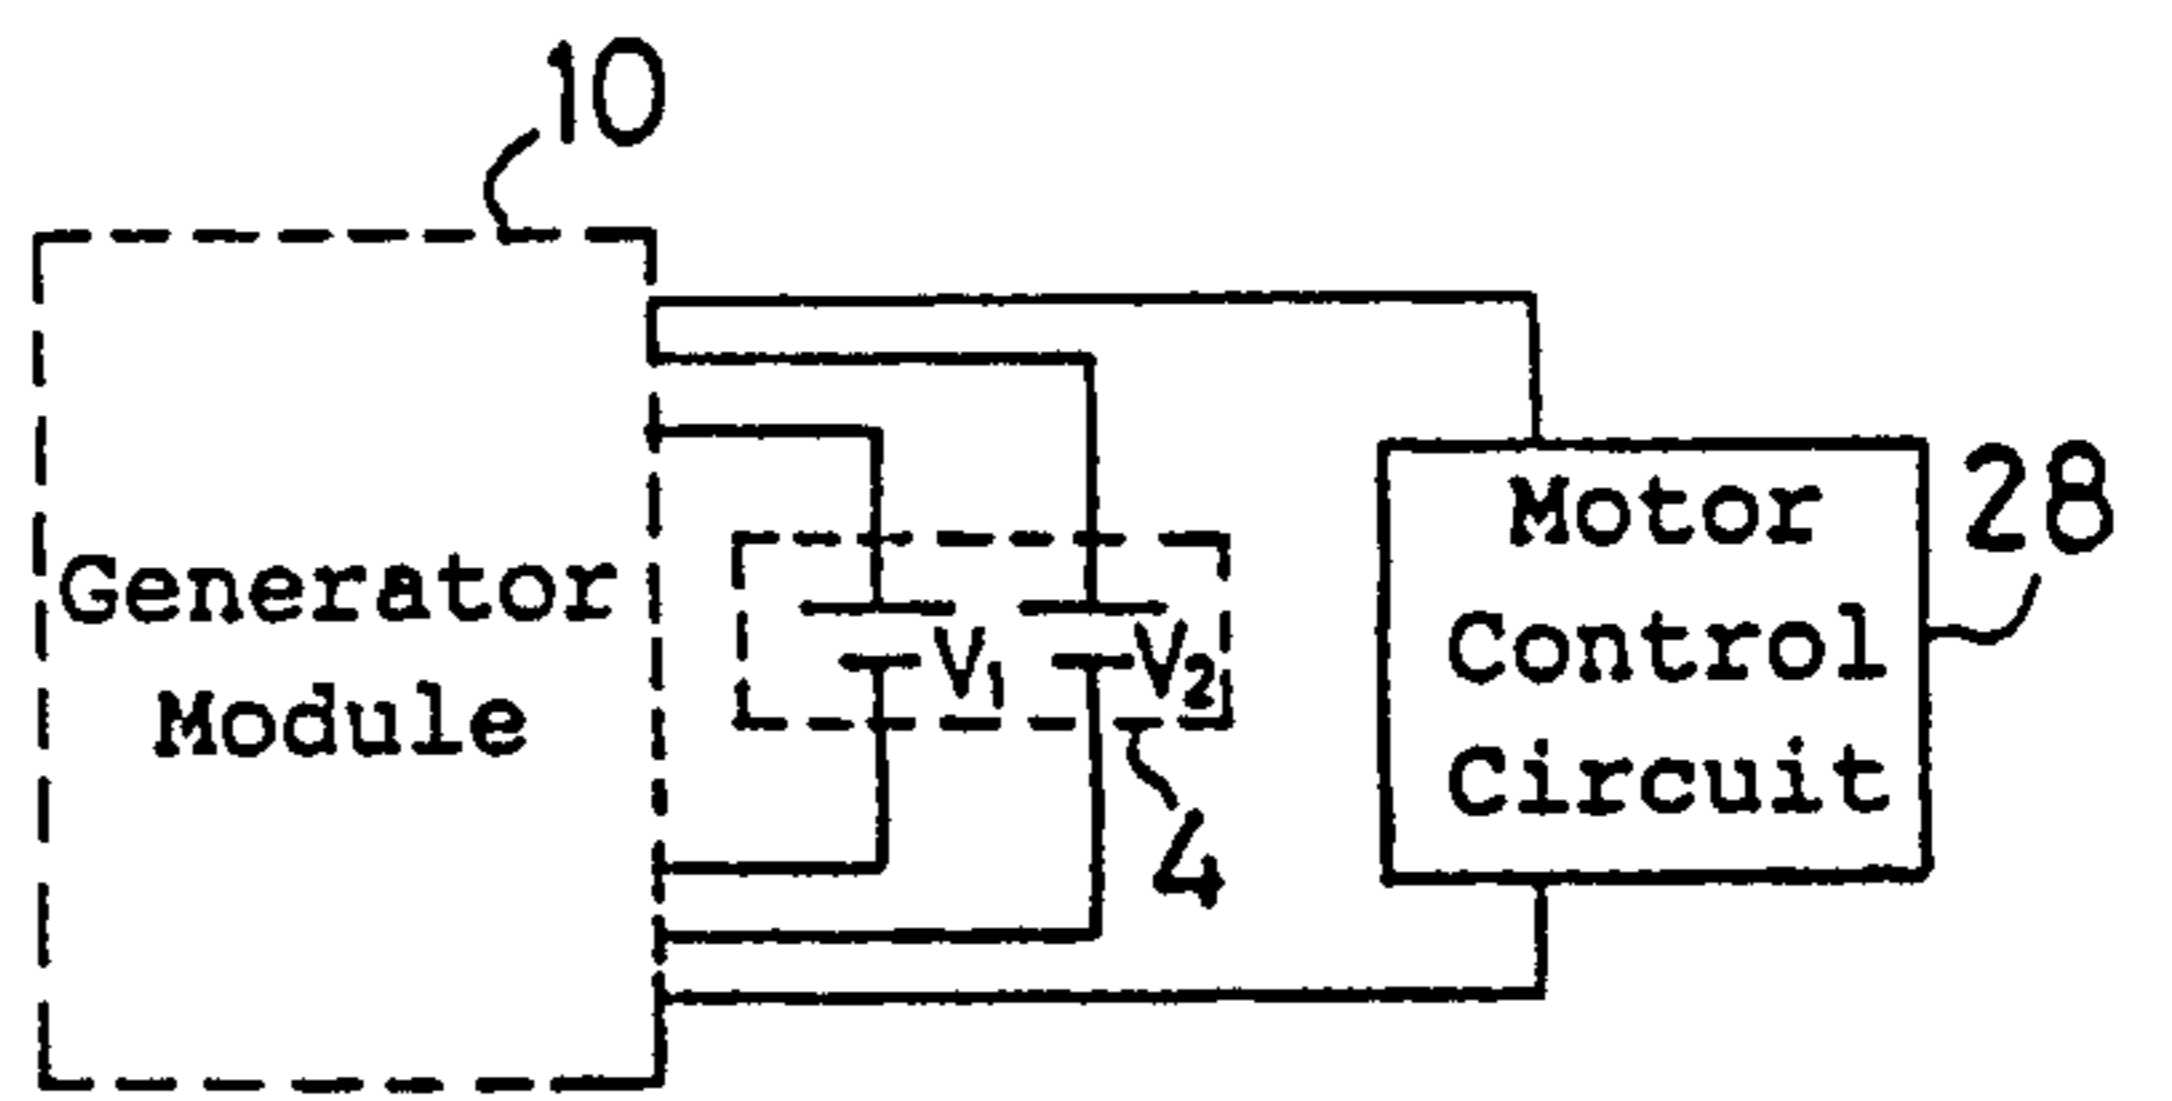 10
Generator
Module
V₁
V₂
4
Motor
Control
Circuit
28